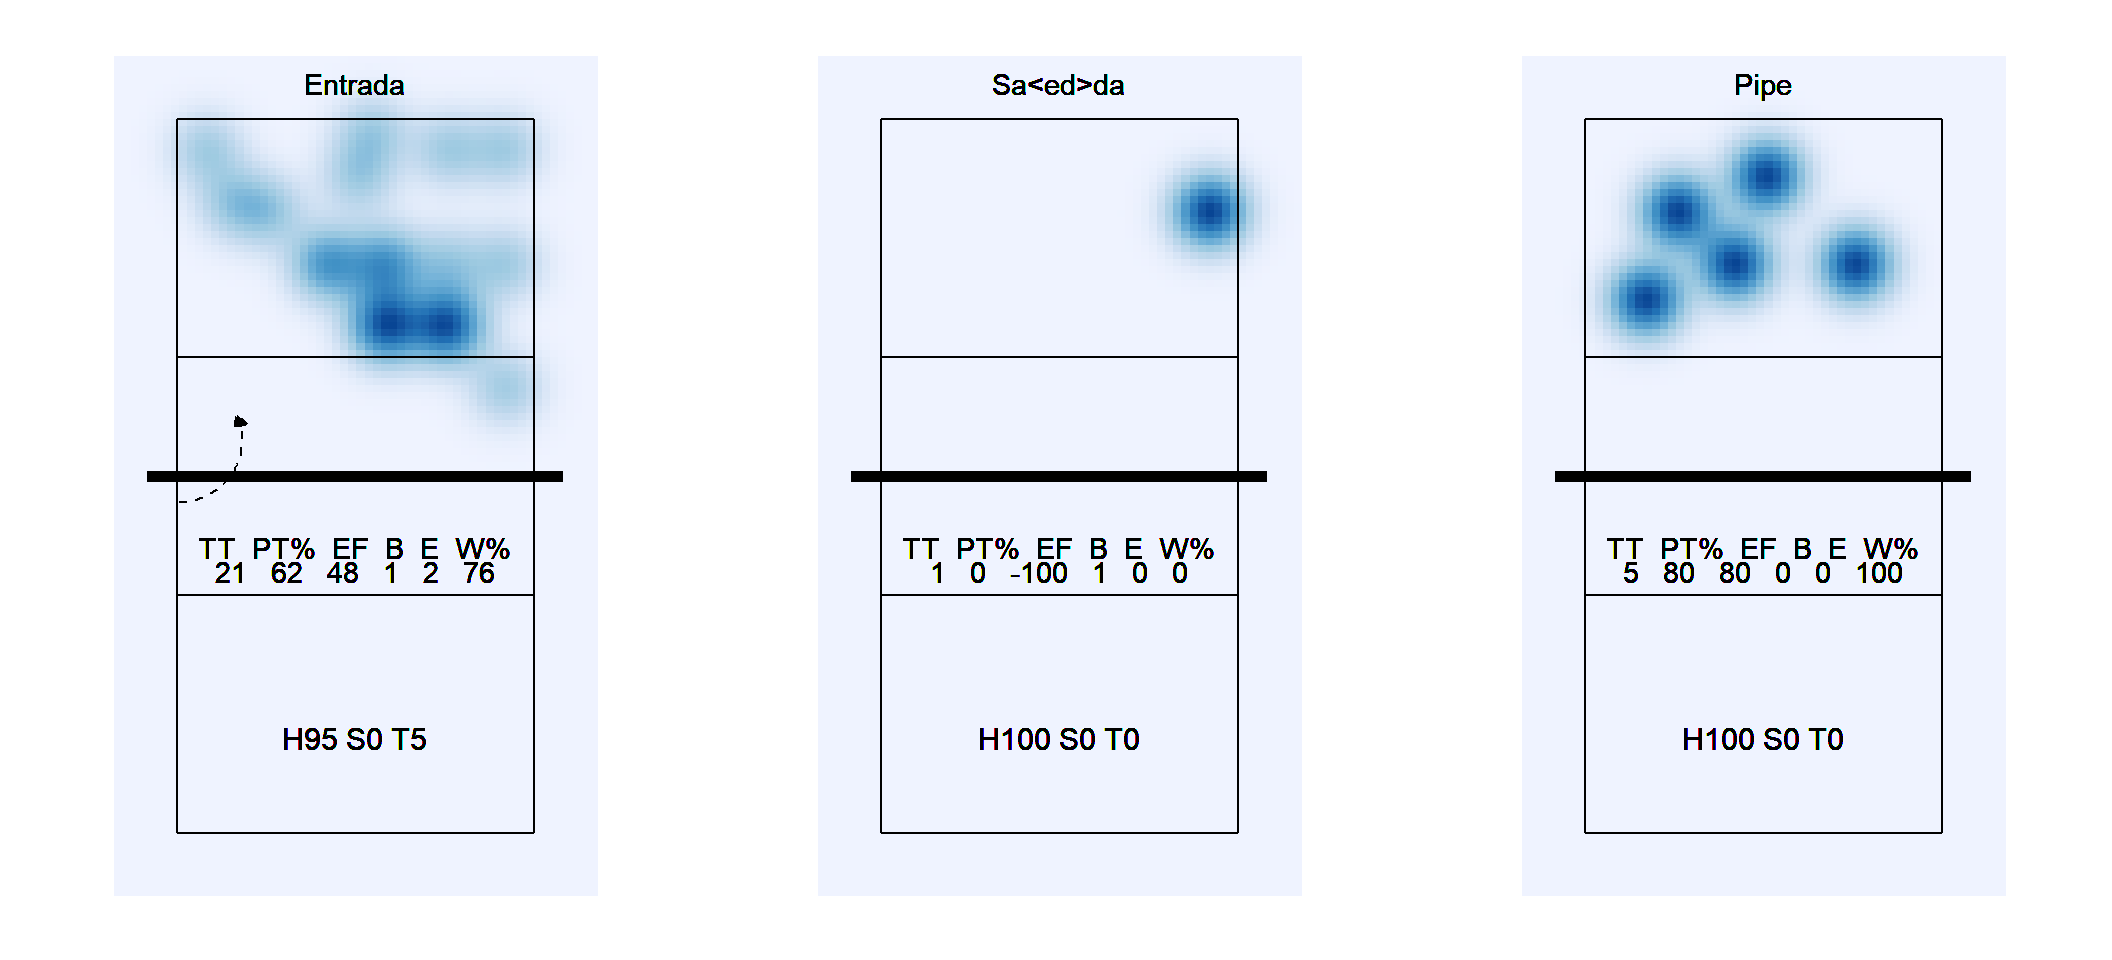 Entrada
TT PT% EF B E W%
21 62 48 1 2 76
H95 S0 T5
Sa<ed>da
TT PT% EF B E W%
1 0 -100 1 0 0
H100 S0 T0
Pipe
TT PT% EF B E W%
5 80 80 0 0 100
H100 S0 T0